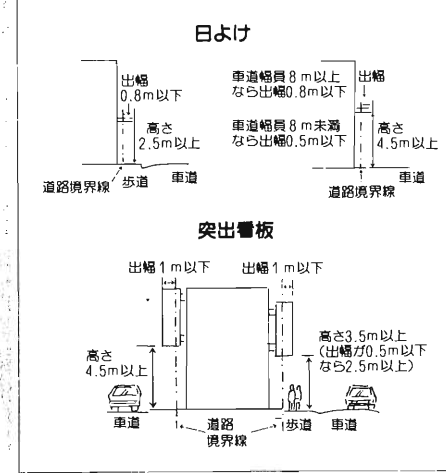 日よけ
出幅
0.8m以下
高さ
2.5m以上
道路境界線
歩道
車道
車道幅員8m以上
なら出幅0.8m以下
車道幅員8m未満
なら出幅0.5m以下
出幅
高さ
4.5m以上
車道
道路境界線
突出看板
出幅1m以下
出幅1m以下
高さ
4.5m以上
高さ3.5m以上
(出幅が0.5m以下
なら2.5m以上)
車道
道路
境界線
歩道
車道